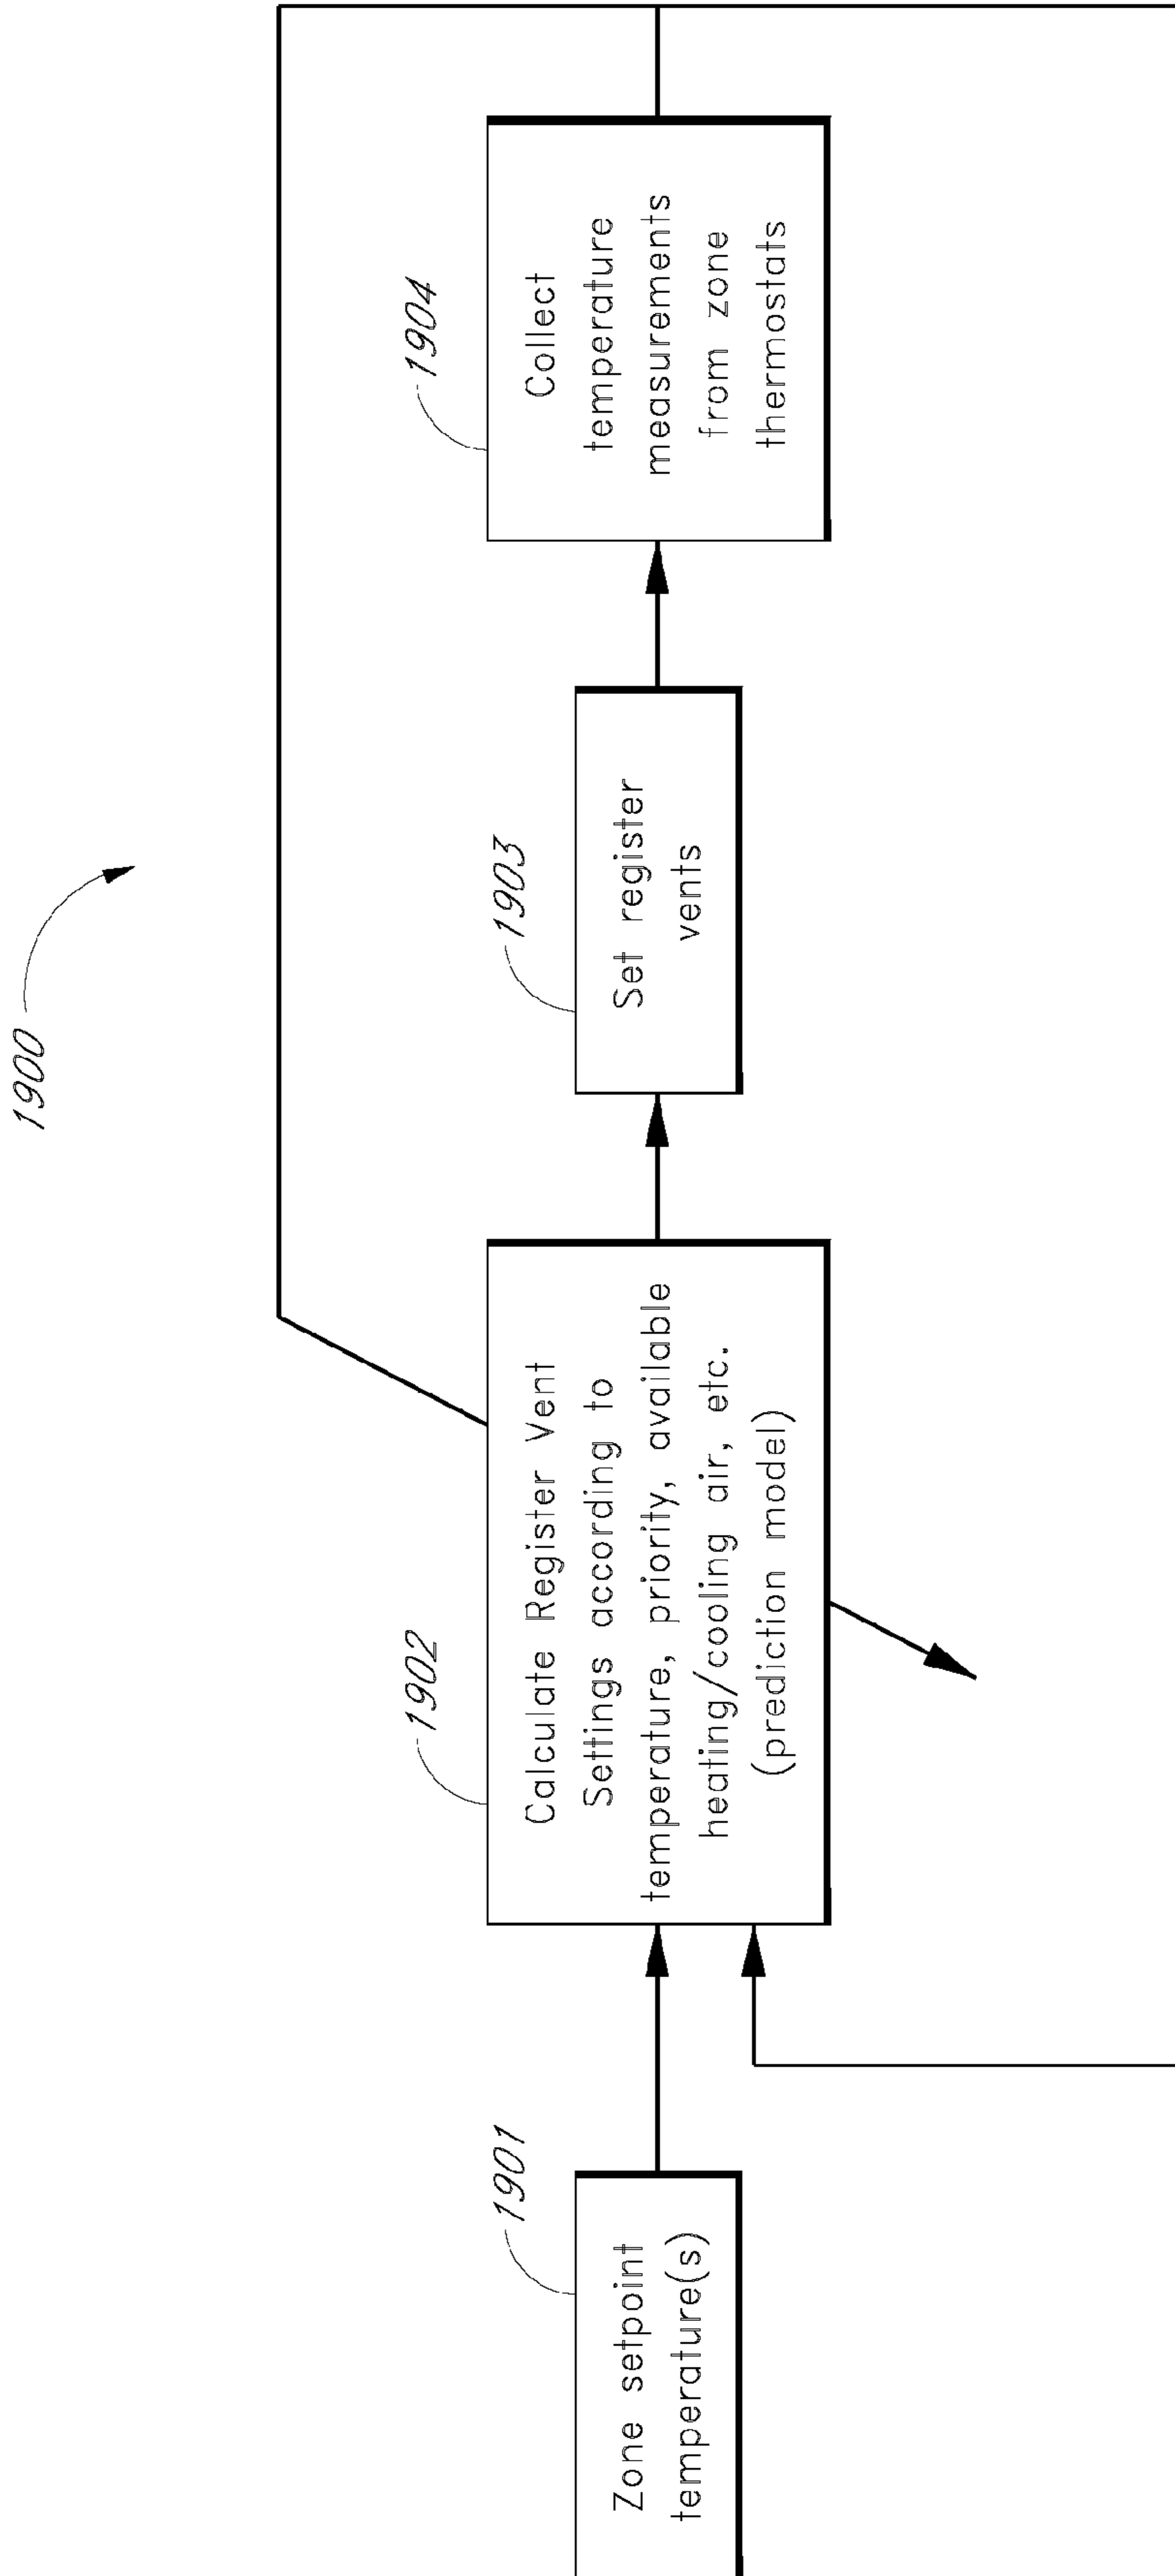 1900
1901
Zone setpoint
temperature(s)
1902
Calculate Register Vent
Settings according to
temperature, priority, available
heating/cooling air, etc.
(prediction model)
1903
Set register
vents
1904
Collect
temperature
measurements
from zone
thermostats